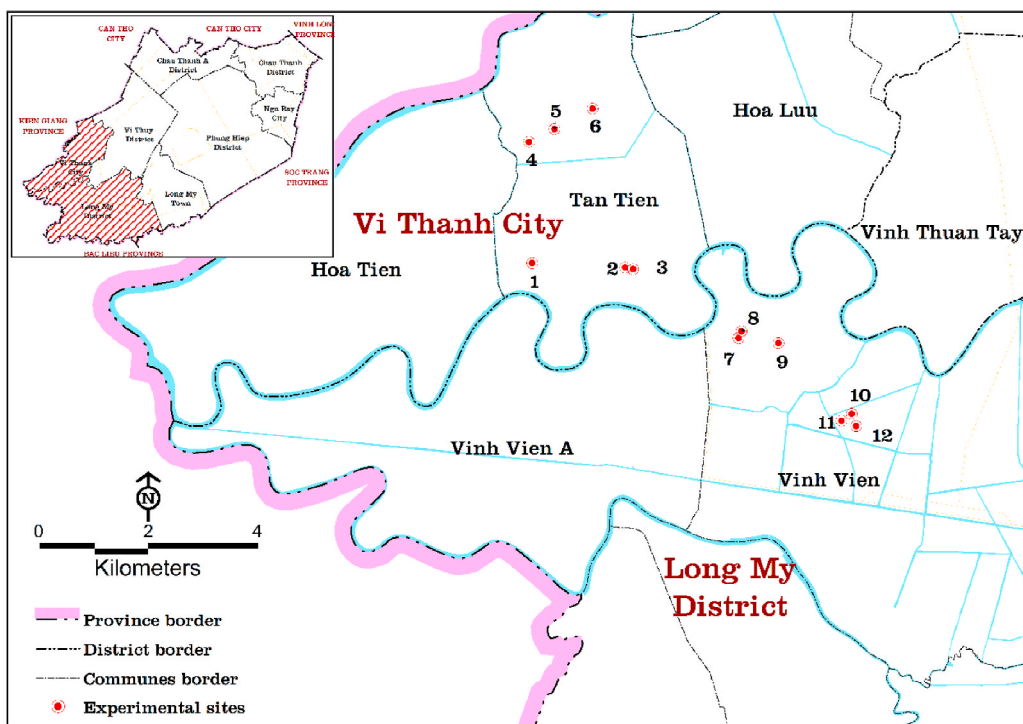 CAN THO
CITY
CAN THO CITY
VINH LONG
PROVINCE
Chau Thanh A
District
Chau Thanh
District
Nga Bay
City
KIEN GIANG
PROVINCE
Vi Thuy
District
Phung Hiep
District
Vi Thanh
City
SOC TRANG
PROVINCE
Long My
Town
Long My
District
BAC LIEU PROVINCE
5
6
4
Hoa Luu
Tan Tien
Vi Thanh City
Vinh Thuan Tay
Hoa Tien
1
2
3
8
7
9
10
11
12
Vinh Vien A
Vinh Vien
N
0 2 4
Kilometers
Long My
District
Province border
District border
Communes border
Experimental sites